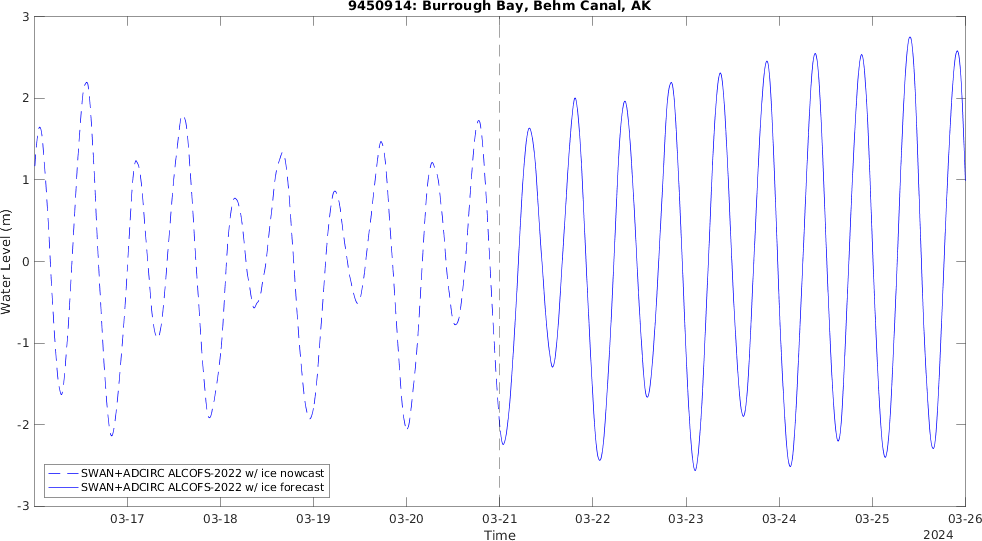 9450914: Burrough Bay, Behm Canal, AK
3
2
1
0
-1
-2
-3
Water Level (m)
SWAN+ADCIRC ALCOFS-2022 w/ ice nowcast
SWAN+ADCIRC ALCOFS-2022 w/ ice forecast
03-17 03-18 03-19 03-20 03-21 03-22 03-23 03-24 03-25 03-26
Time
2024